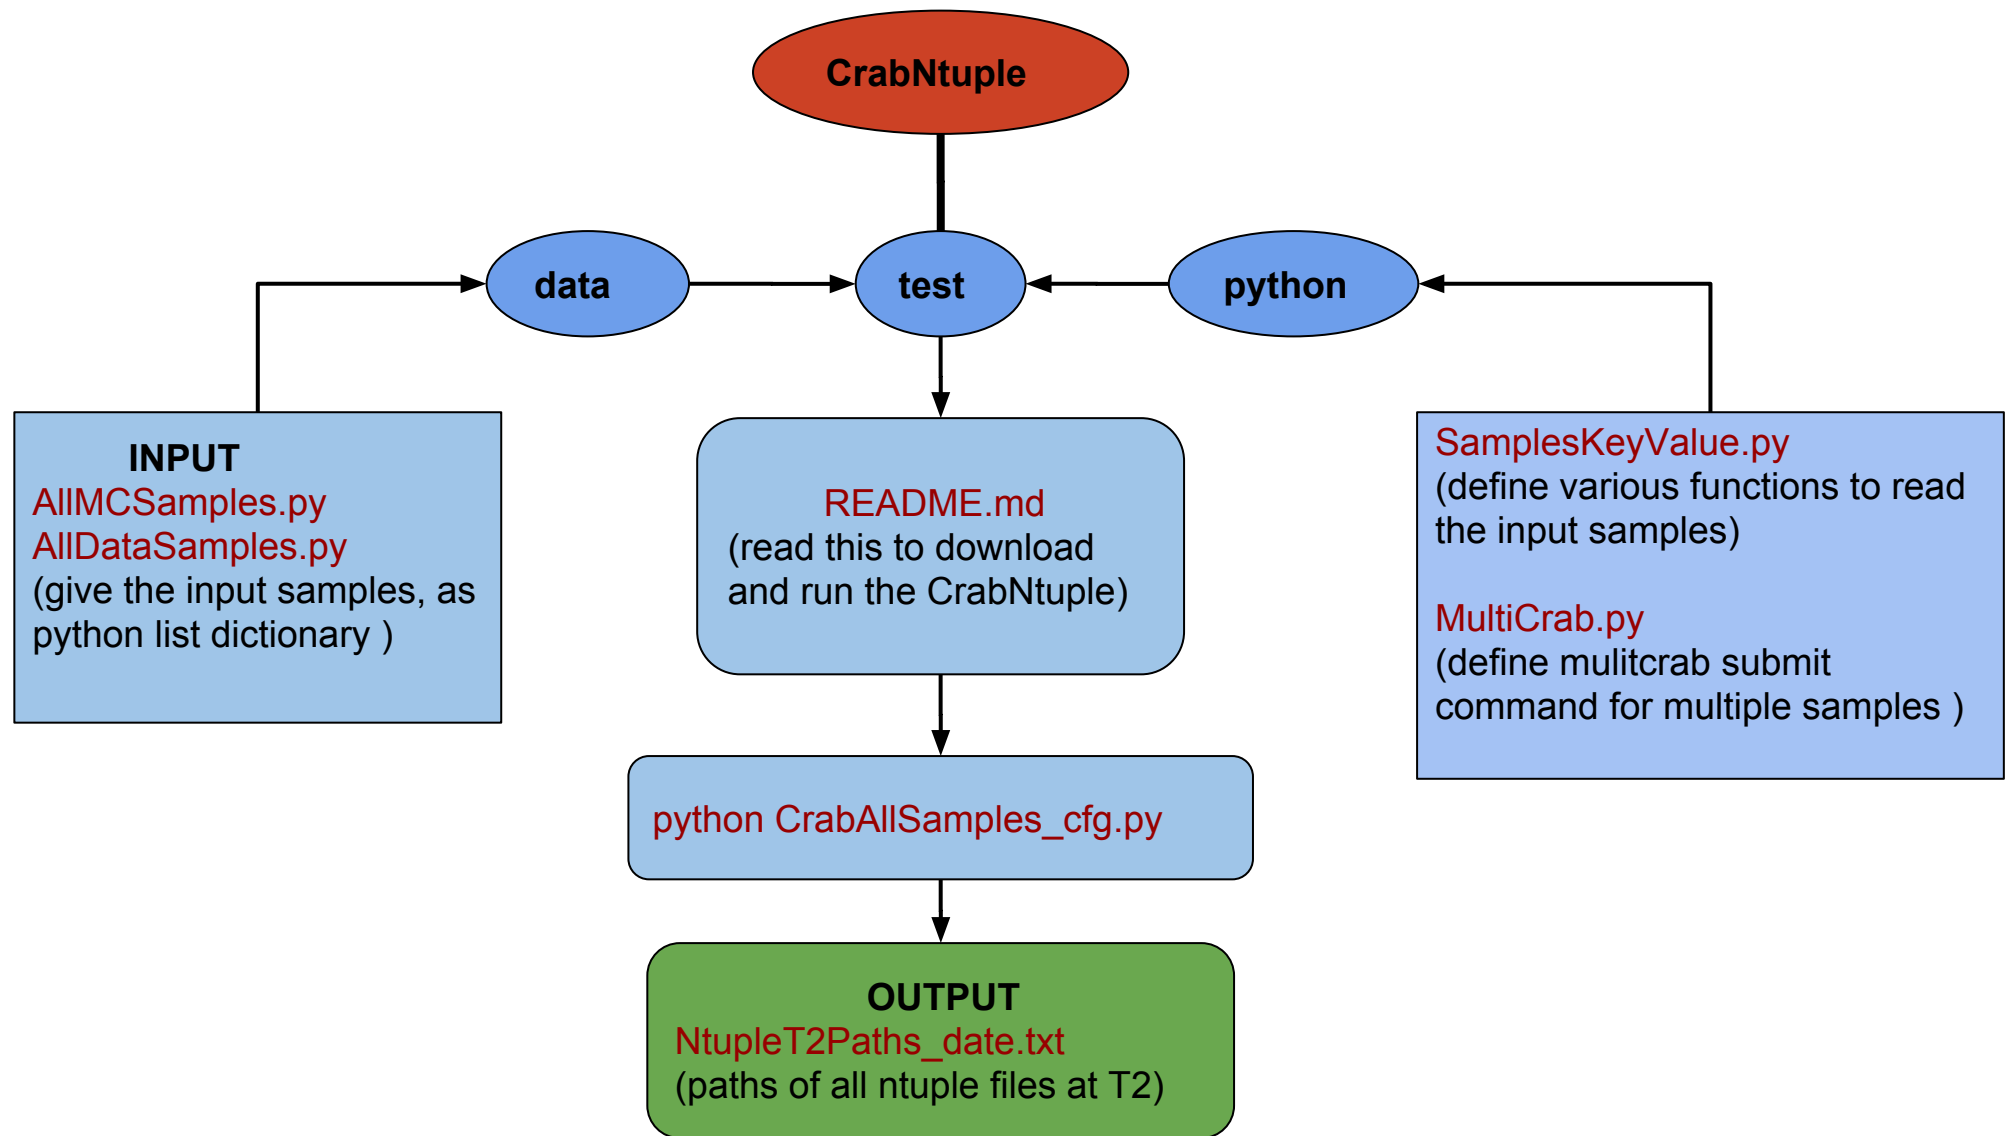 CrabNtuple
data
test
python
INPUT
AllMCSamples.py
AllDataSamples.py
(give the input samples, as
python list dictionary )
README.md
(read this to download
and run the CrabNtuple)
SamplesKeyValue.py
(define various functions to read
the input samples)
MultiCrab.py
(define mulitcrab submit
command for multiple samples )
python CrabAllSamples_cfg.py
OUTPUT
NtupleT2Paths_date.txt
(paths of all ntuple files at T2)